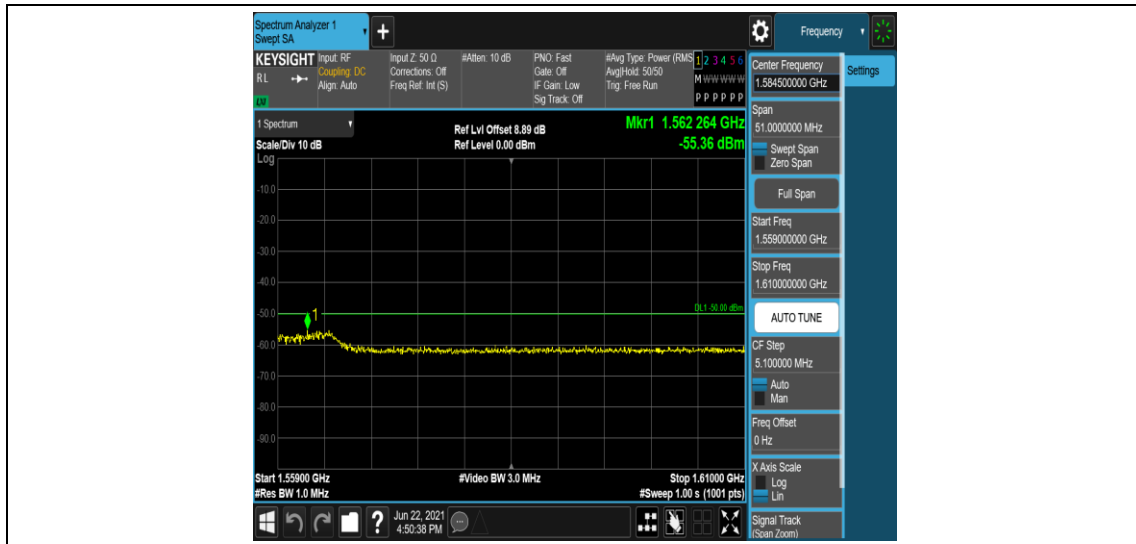 Spectrum Analyzer 1
Swept SA
+
Frequency
KEYSIGHT
RL
Input: RF
Coupling: DC
Align: Auto
Input Z: 50 Ω
Corrections: Off
Freq Ref: Int (S)
#Atten: 10 dB
PNO: Fast
Gate: Off
IF Gain: Low
Sig Track: Off
#Avg Type: Power (RMS
Avg|Hold: 50/50
Trig: Free Run
1 2 3 4 5 6
M W W W W W
P P P P P P
1 Spectrum
Scale/Div 10 dB
Log
Ref Lvl Offset 8.89 dB
Ref Level 0.00 dBm
Mkr1 1.562 264 GHz
-55.36 dBm
-10.0
-20.0
-30.0
-40.0
-50.0
1
DL1 -50.00 dBm
-60.0
-70.0
-80.0
-90.0
Start 1.55900 GHz
#Res BW 1.0 MHz
#Video BW 3.0 MHz
Stop 1.61000 GHz
#Sweep 1.00 s (1001 pts)
?
Jun 22, 2021
4:50:38 PM
Settings
Center Frequency
1.584500000 GHz
Span
51.0000000 MHz
Swept Span
Zero Span
Full Span
Start Freq
1.559000000 GHz
Stop Freq
1.610000000 GHz
AUTO TUNE
CF Step
5.100000 MHz
Auto
Man
Freq Offset
0 Hz
X Axis Scale
Log
Lin
Signal Track
(Span Zoom)